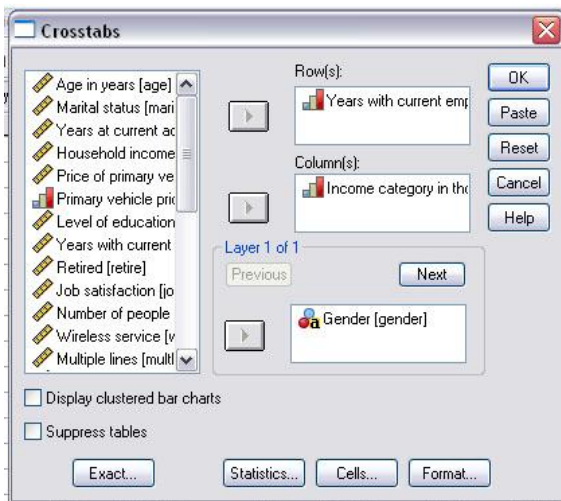 Crosstabs
Age in years [age]
Marital status [mari
Years at current ad
Household income
Price of primary ve
Primary vehicle pric
Level of education
Years with current
Retired [retire]
Job satisfaction [jo
Number of people
Wireless service [w
Multiple lines [multl
Row(s):
Years with current emp
Column(s):
Income category in tho
Layer 1 of 1
Previous
Next
Gender [gender]
OK
Paste
Reset
Cancel
Help
Display clustered bar charts
Suppress tables
Exact...
Statistics...
Cells...
Format...